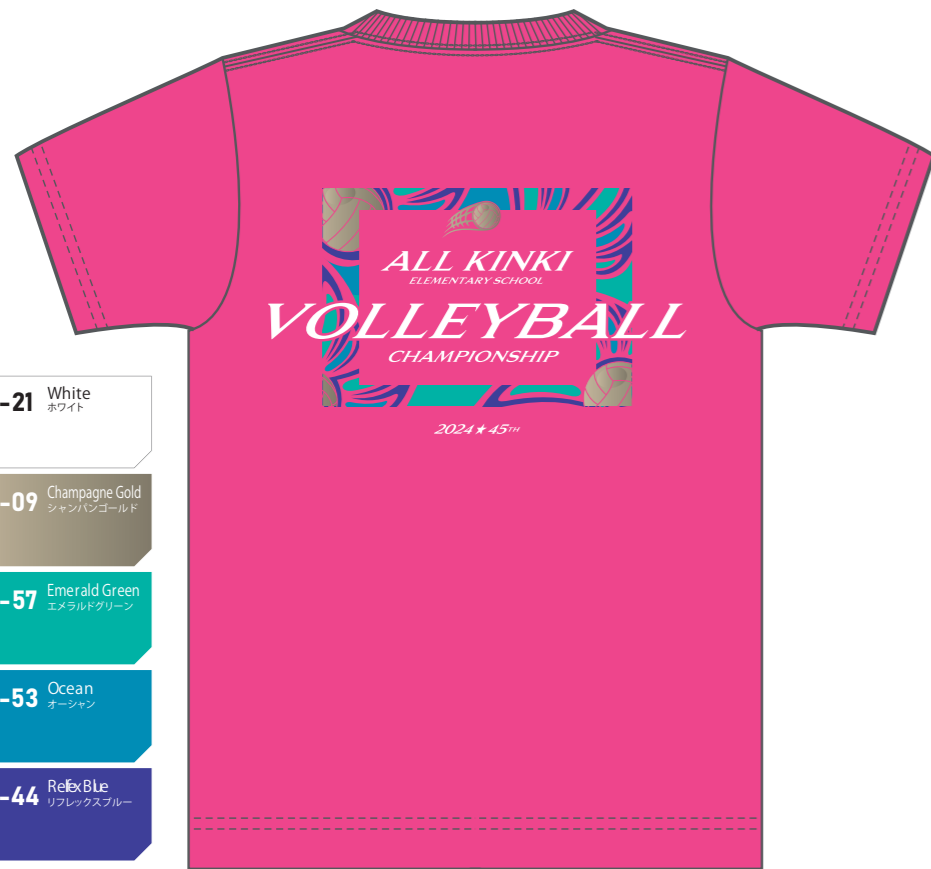 ALL KINKI
ELEMENTARY SCHOOL
VOLLEYBALL
CHAMPIONSHIP
2024★45TH
-21 White
ホワイト
-09 Champagne Gold
シャンパンゴールド
-57 Emerald Green
エメラルドグリーン
-53 Ocean
オーシャン
-44 Relfex Blue
リフレックスブルー